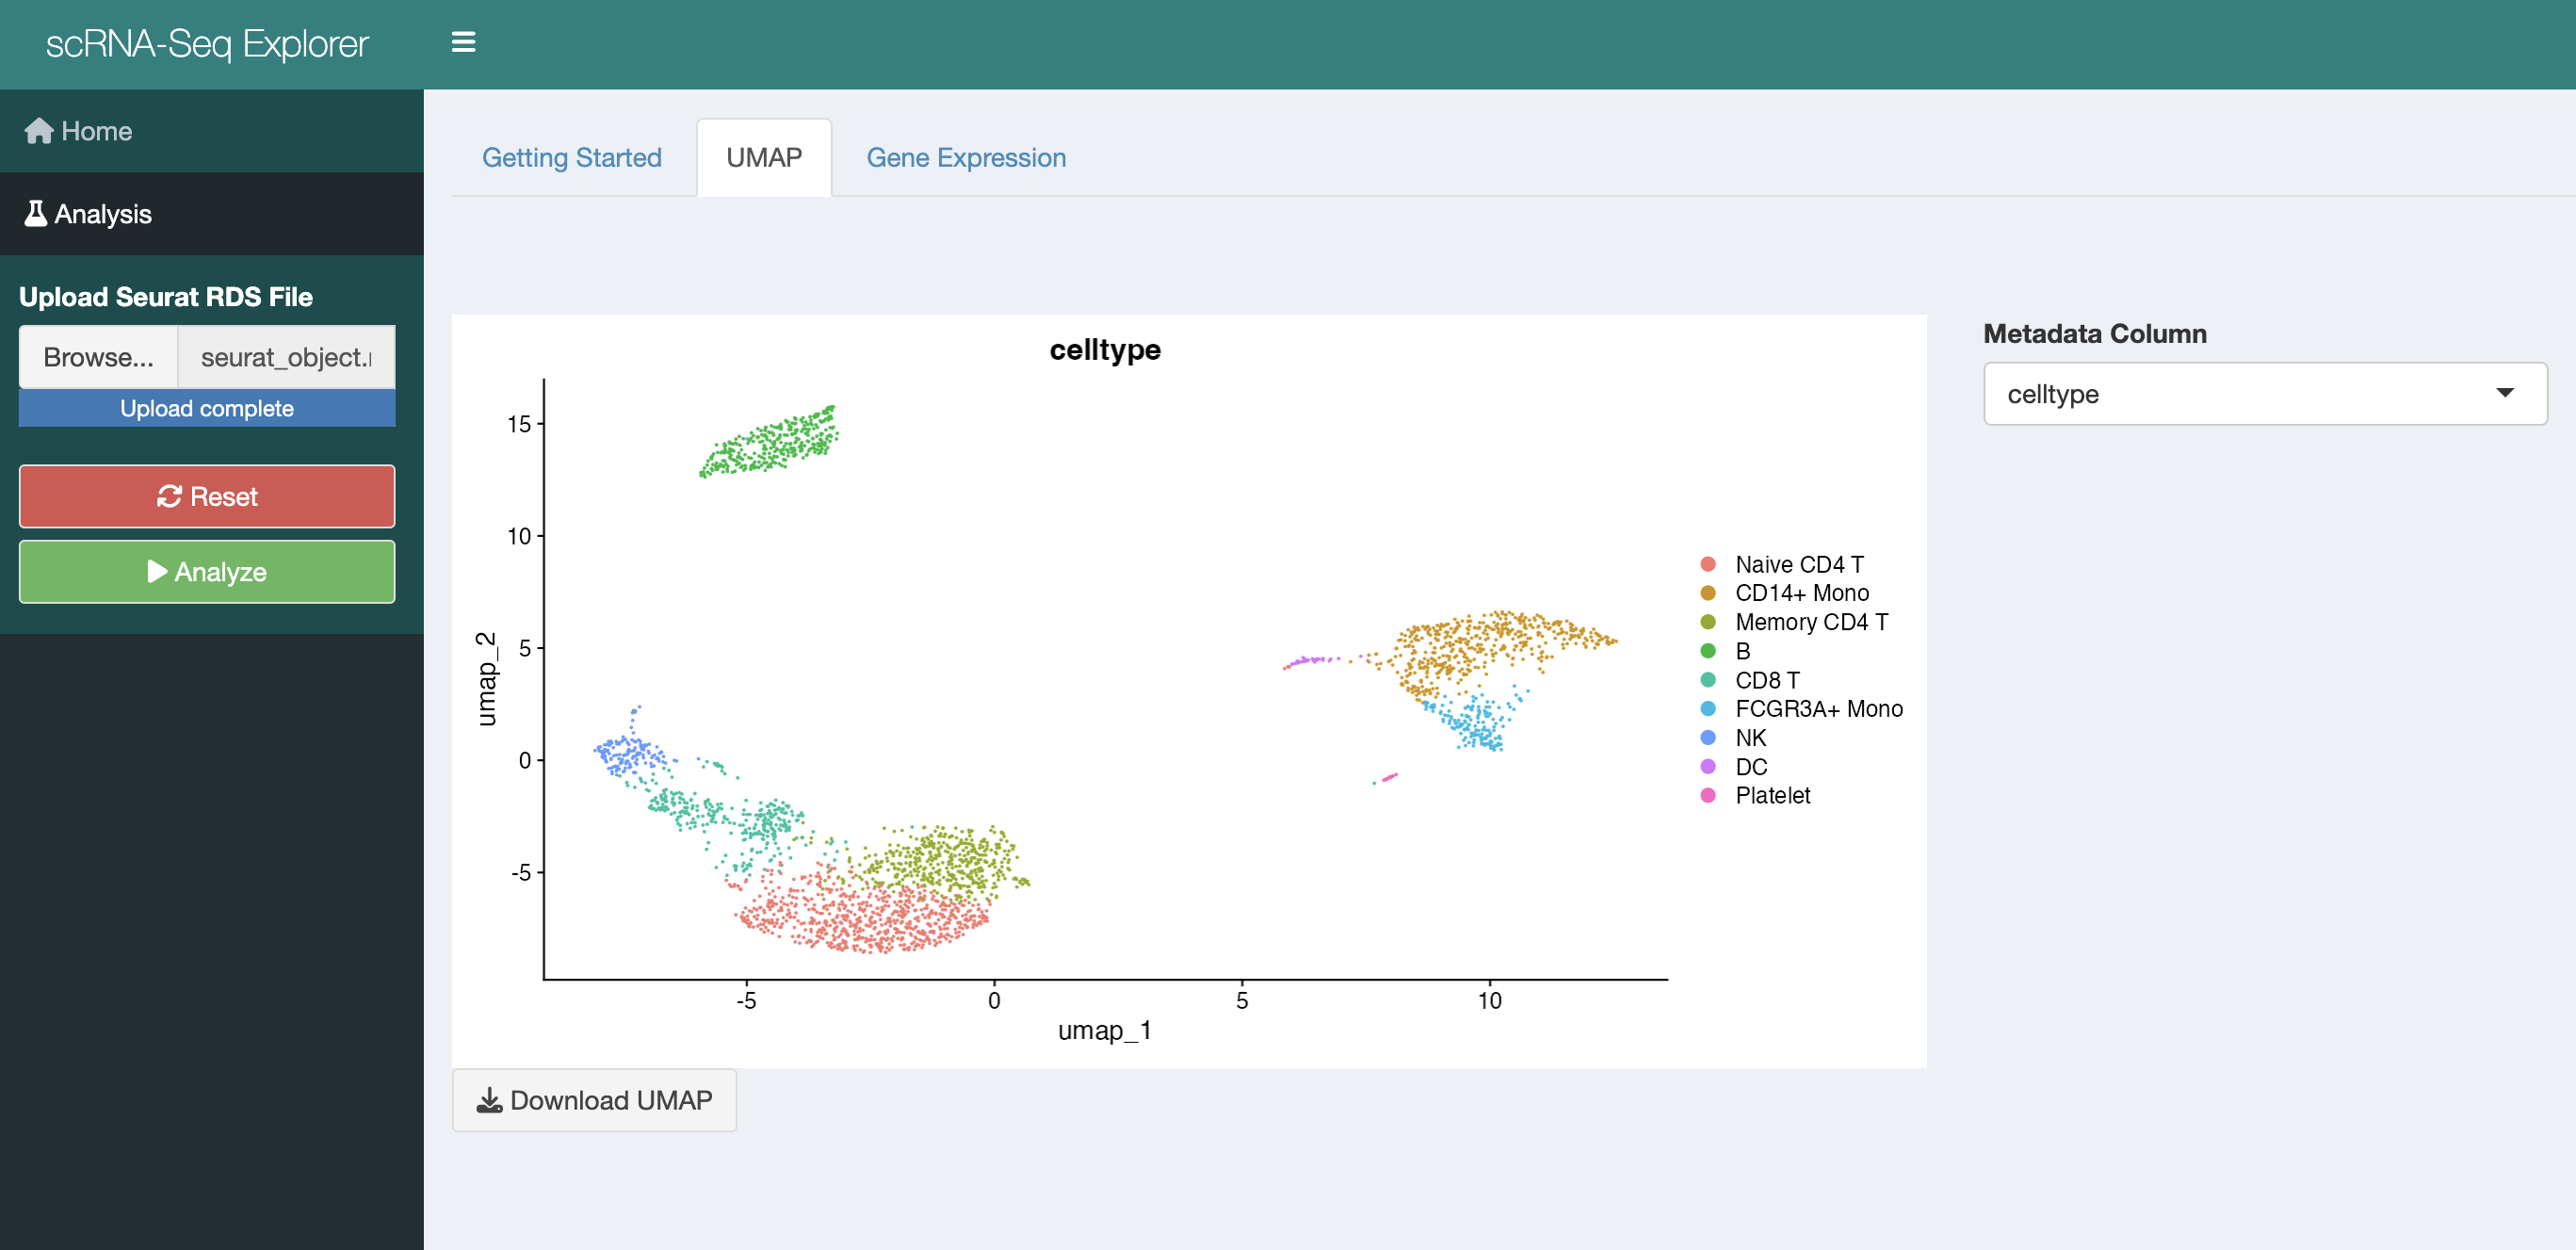 scRNA-Seq Explorer
Home
Analysis
Upload Seurat RDS File
Browse... seurat_object.r
Upload complete
Reset
Analyze
Getting Started UMAP Gene Expression
celltype
15
10
5
0
-5
umap_2
-5 0 5 10
umap_1
Naive CD4 T
CD14+ Mono
Memory CD4 T
B
CD8 T
FCGR3A+ Mono
NK
DC
Platelet
Download UMAP
Metadata Column
celltype